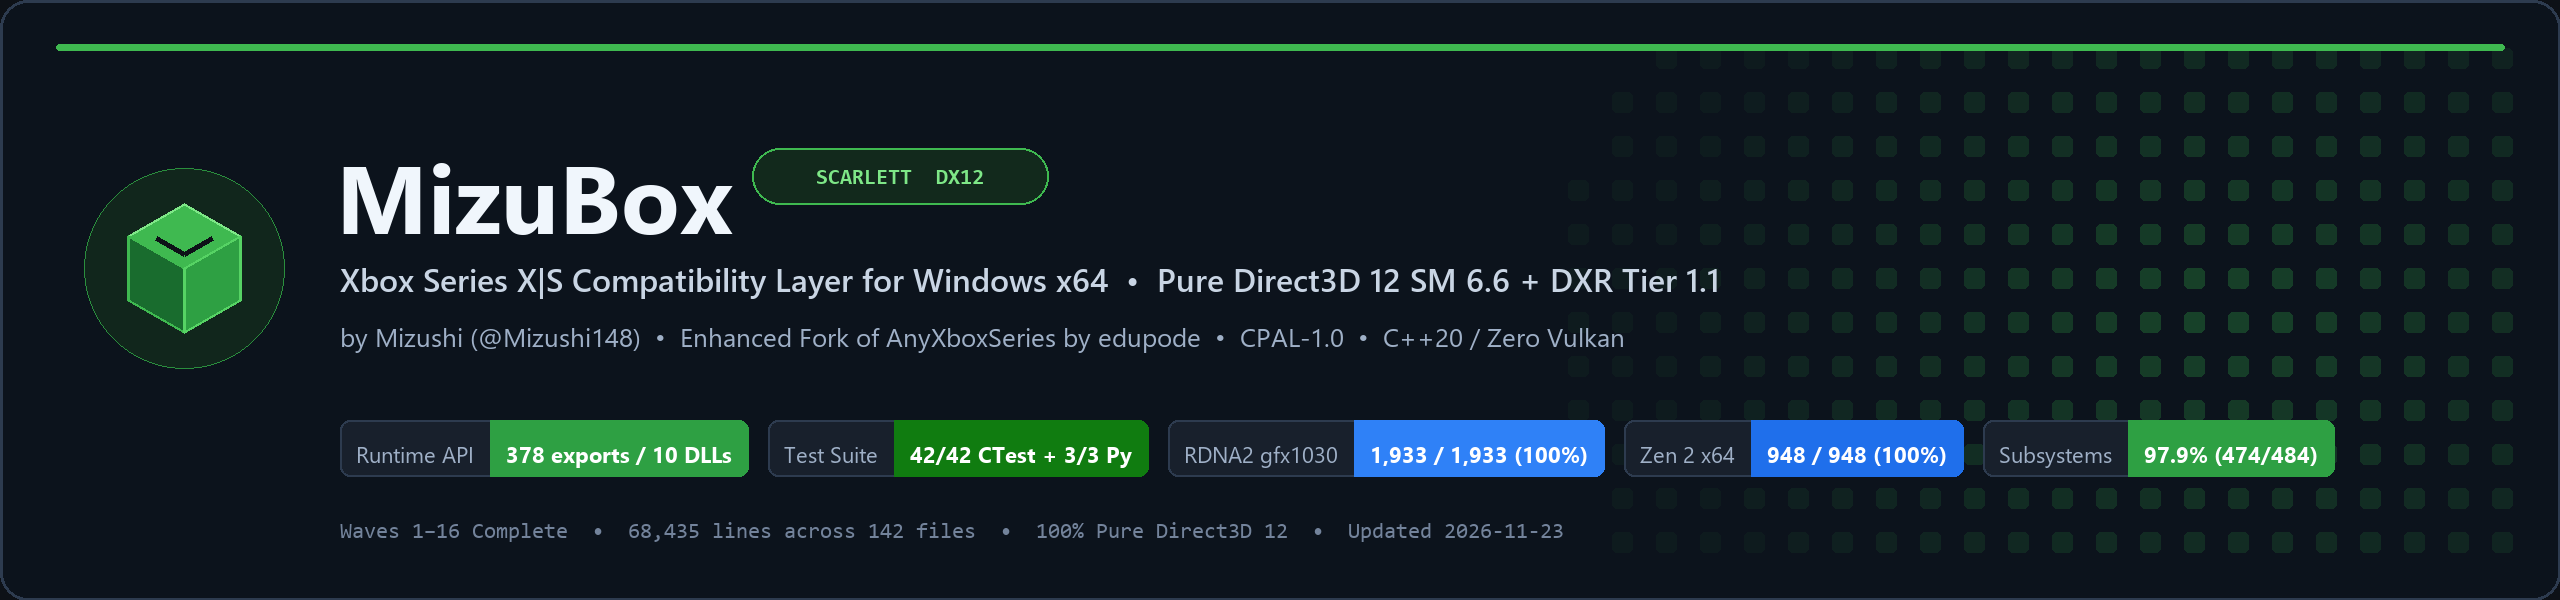 MizuBox SCARLETT DX12
Xbox Series X|S Compatibility Layer for Windows x64 • Pure Direct3D 12 SM 6.6 + DXR Tier 1.1
by Mizushi (@Mizushi148) • Enhanced Fork of AnyXboxSeries by edupode • CPAL-1.0 • C++20 / Zero Vulkan
Runtime API 378 exports / 10 DLLs Test Suite 42/42 CTest + 3/3 Py RDNA2 gfx1030 1,933 / 1,933 (100%) Zen 2 x64 948 / 948 (100%) Subsystems 97.9% (474/484)
Waves 1–16 Complete • 68,435 lines across 142 files • 100% Pure Direct3D 12 • Updated 2026-11-23